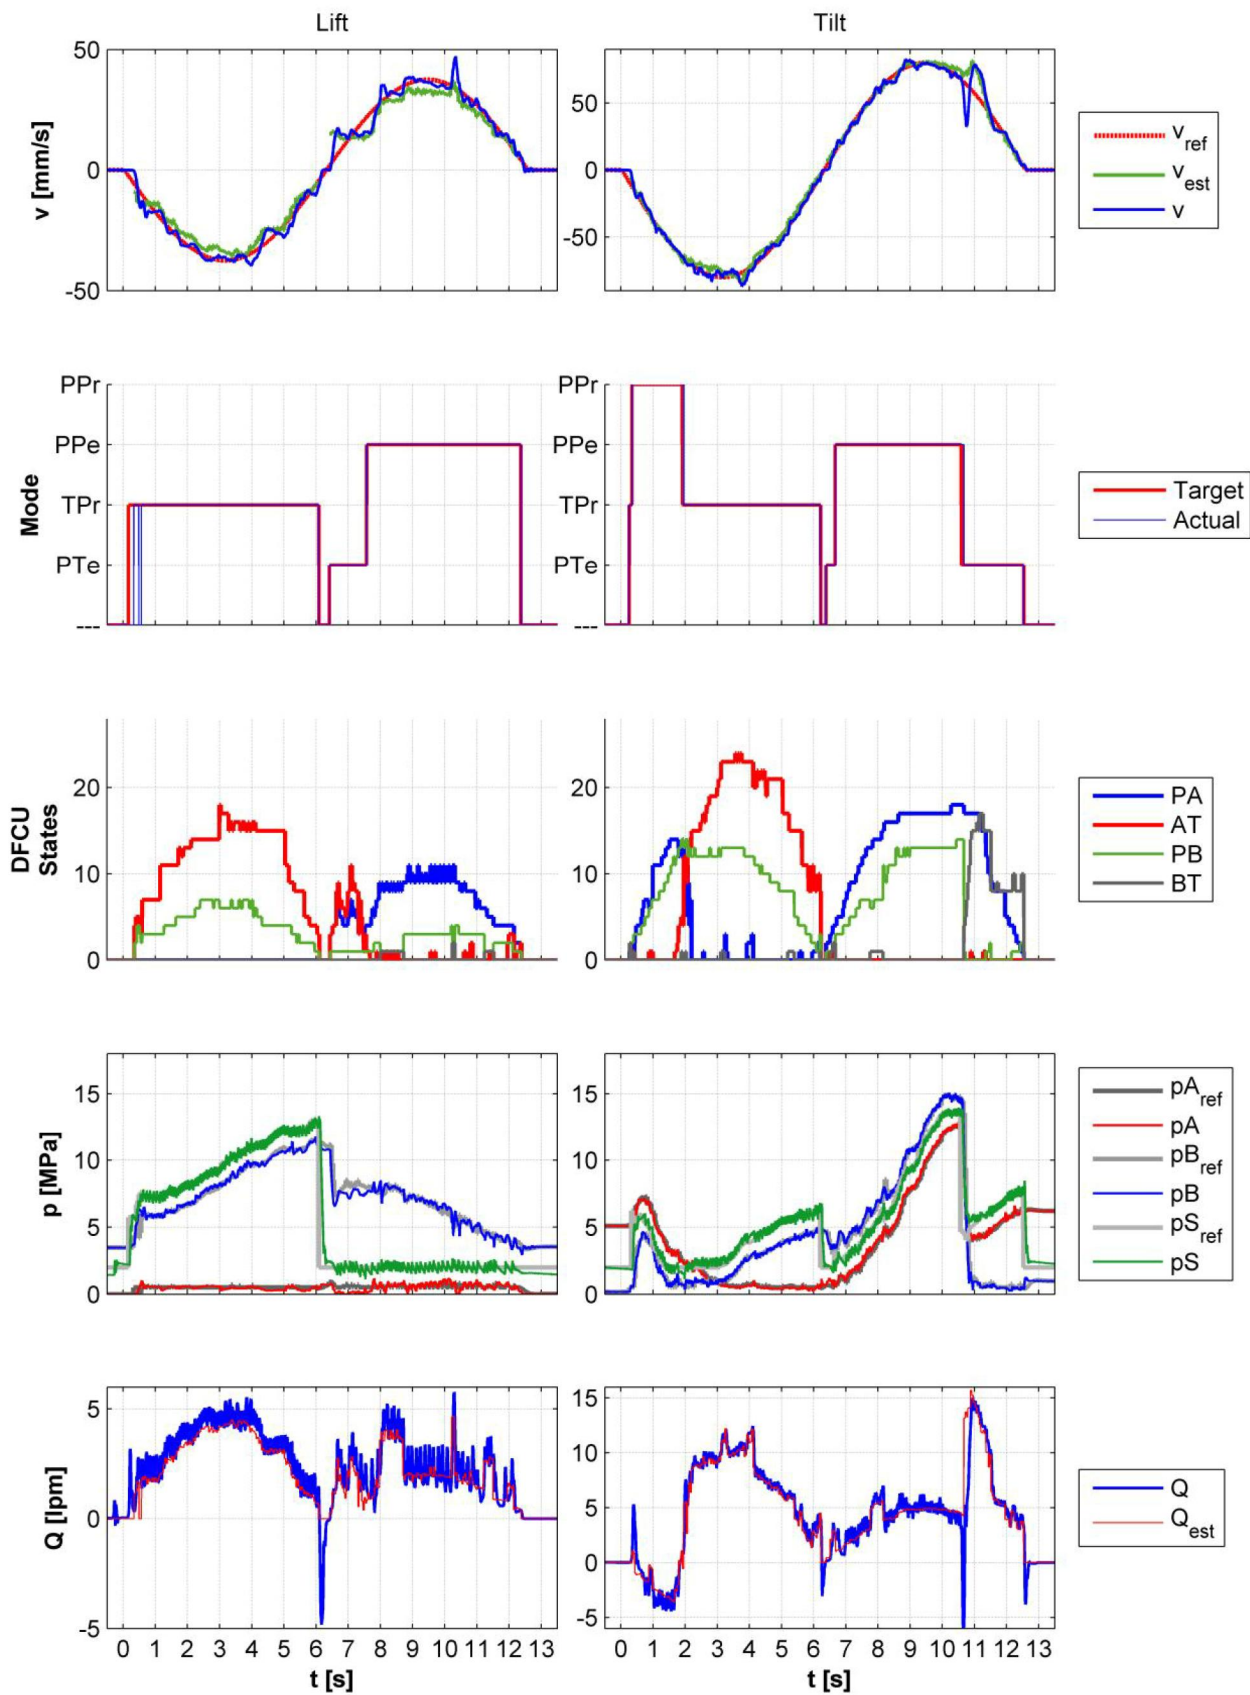 Lift Tilt
50
0
-50
v [mm/s]
50
0
-50
v_ref
v_est
v
PPr
PPe
TPr
PTe
---
Mode
PPr
PPe
TPr
PTe
---
Target
Actual
20
10
0
DFCU
States
20
10
0
PA
AT
PB
BT
15
10
5
0
p [MPa]
15
10
5
0
pA_ref
pA
pB_ref
pB
pS_ref
pS
5
0
-5
Q [lpm]
15
10
5
0
-5
Q
Q_est
0 1 2 3 4 5 6 7 8 9 10 11 12 13
t [s]
0 1 2 3 4 5 6 7 8 9 10 11 12 13
t [s]